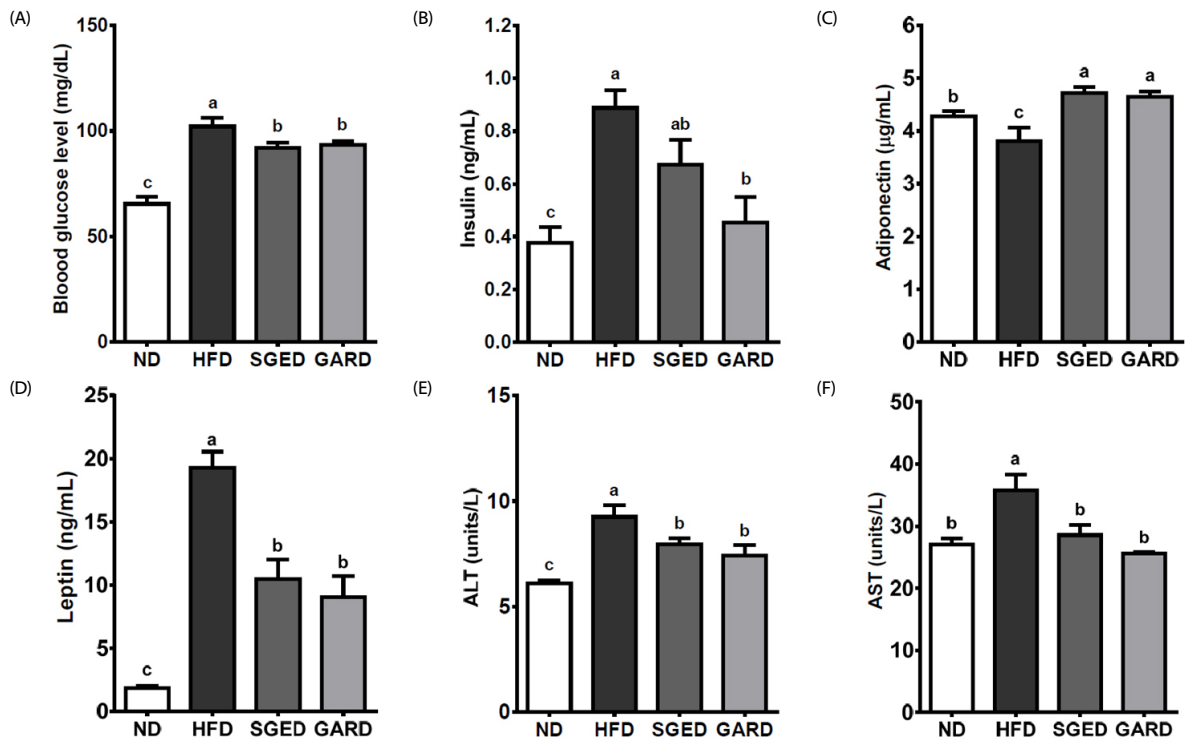 (A)
Bloood glucose level (mg/dL)
150
100
50
0
c
a
b
b
ND HFD SGED GARD
(B)
Insulin (ng/mL)
1.2
1.0
0.8
0.6
0.4
0.2
0.0
c
a
ab
b
ND HFD SGED GARD
(C)
Adiponectin (µg/mL)
6
5
4
4
2
1
0
b
c
a
a
ND HFD SGED GARD
(D)
Leptin (ng/mL)
25
20
15
10
5
0
c
a
b
b
ND HFD SGED GARD
(E)
ALT (units/L)
15
10
5
0
c
a
b
b
ND HFD SGED GARD
(F)
AST (units/L)
50
40
30
20
10
0
b
a
b
b
ND HFD SGED GARD